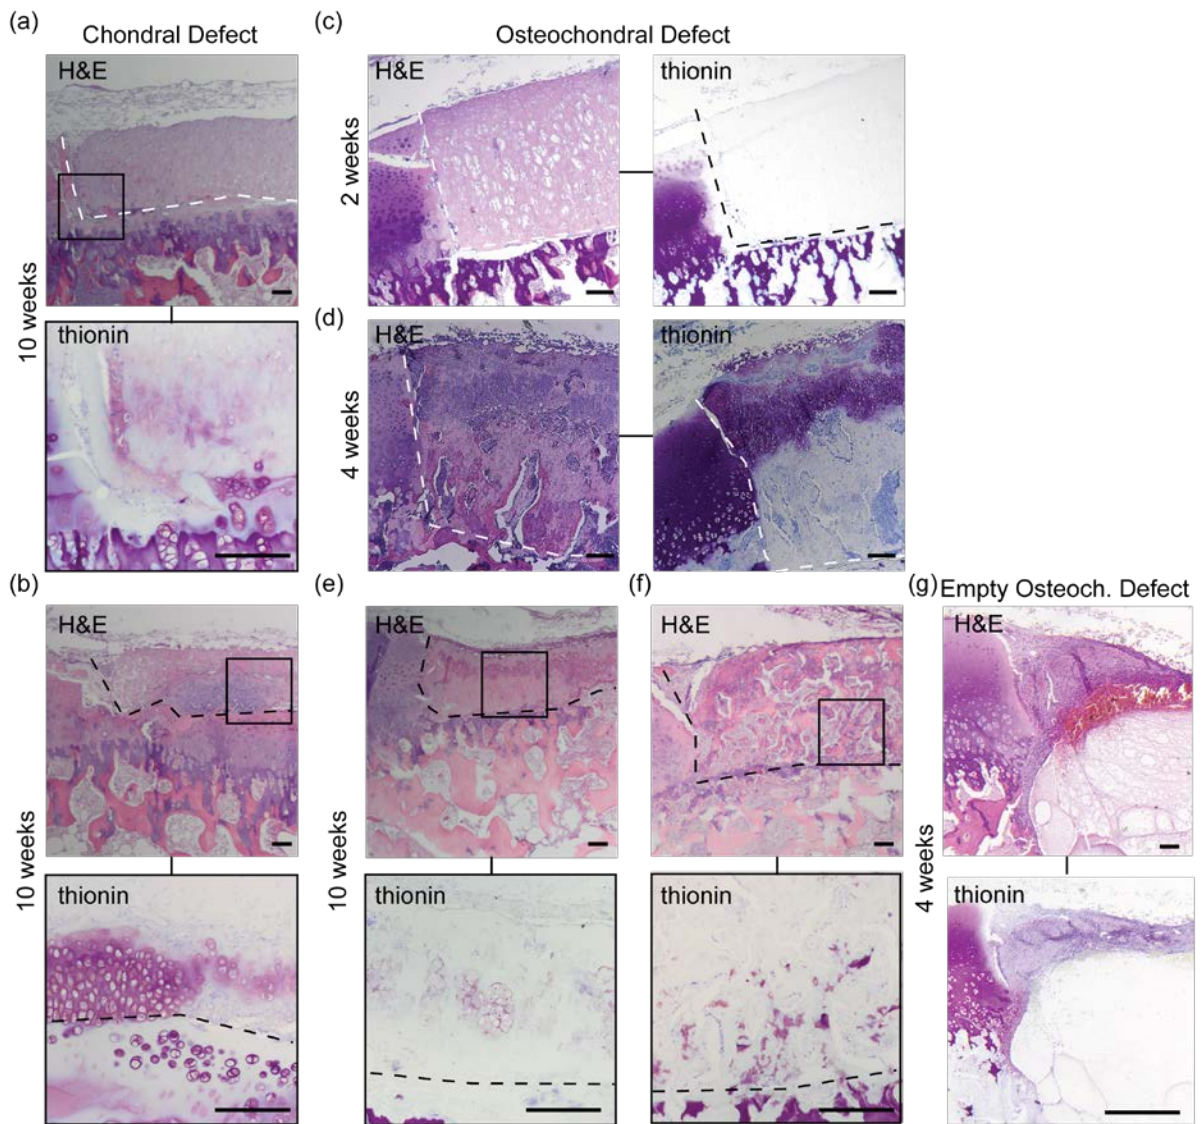 (a)
Chondral Defect
H&E
10 weeks
thionin
(b)
H&E
10 weeks
thionin
(c)
Osteochondral Defect
2 weeks
H&E
thionin
(d)
4 weeks
H&E
thionin
(e)
10 weeks
H&E
thionin
(f)
H&E
thionin
(g) Empty Osteoch. Defect
4 weeks
H&E
thionin